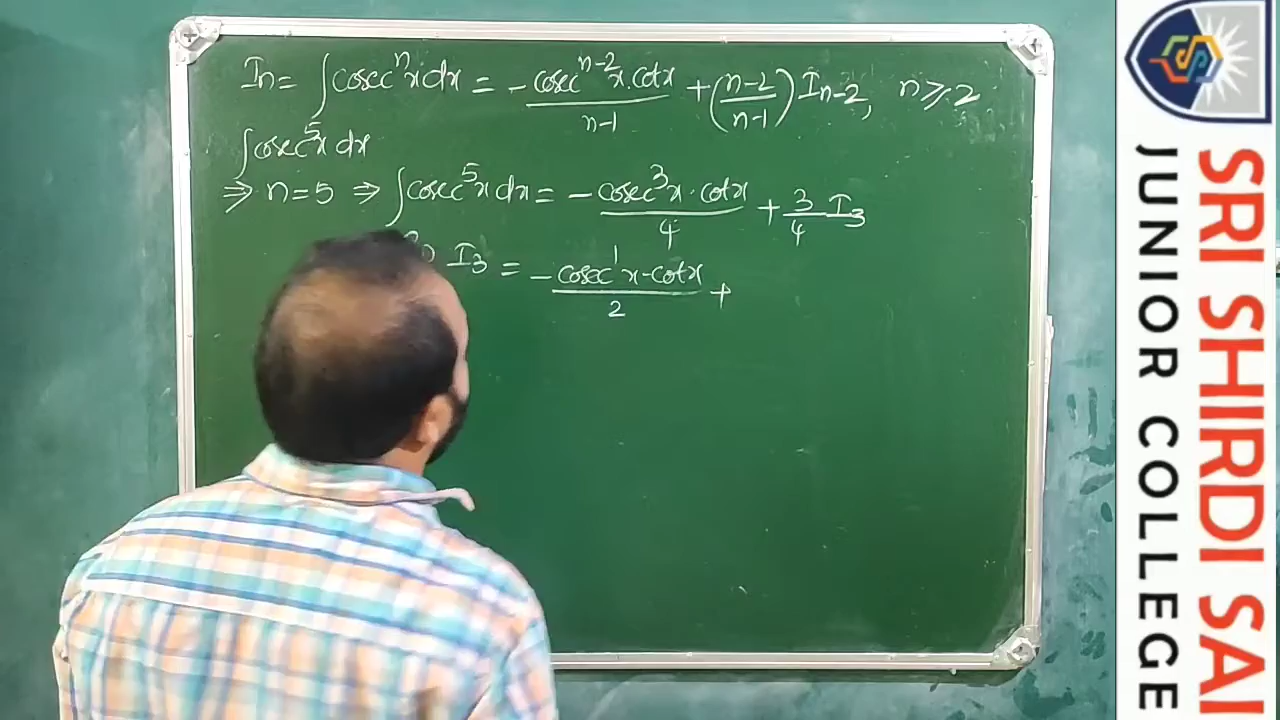 In = ∫cosecⁿx dx = -cosecⁿ⁻²x.cotx/n-1 + (n-2/n-1) In-2, n ≥ 2
∫cosec⁵x dx
⇒ n=5 ⇒ ∫cosec⁵x dx = -cosec³x.cotx/4 + 3/4 I3
I3 = -cosec¹x-cotx/2 +
SRI SHIRDI SAI
JUNIOR COLLEGE